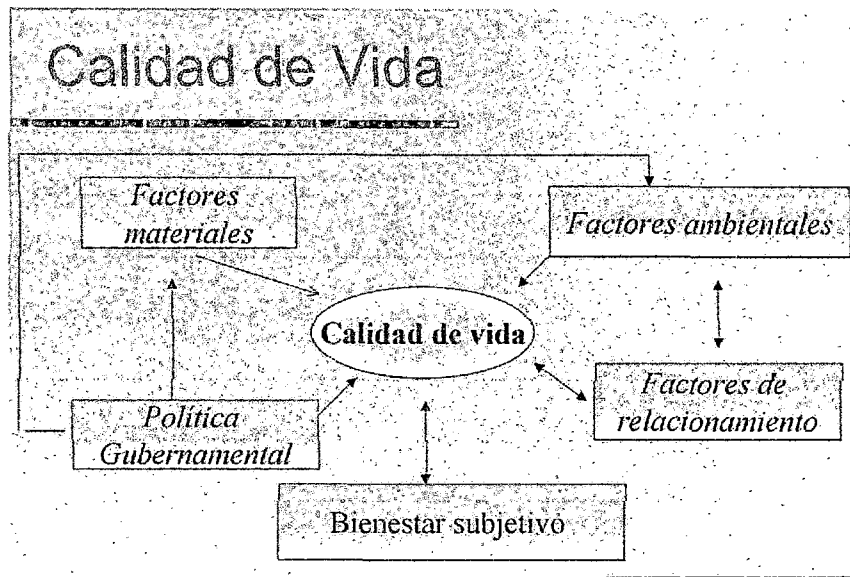 Calidad de Vida
Factores
materiales
Factores ambientales
Calidad de vida
Factores de
relacionamiento
Política
Gubernamental
Bienestar subjetivo